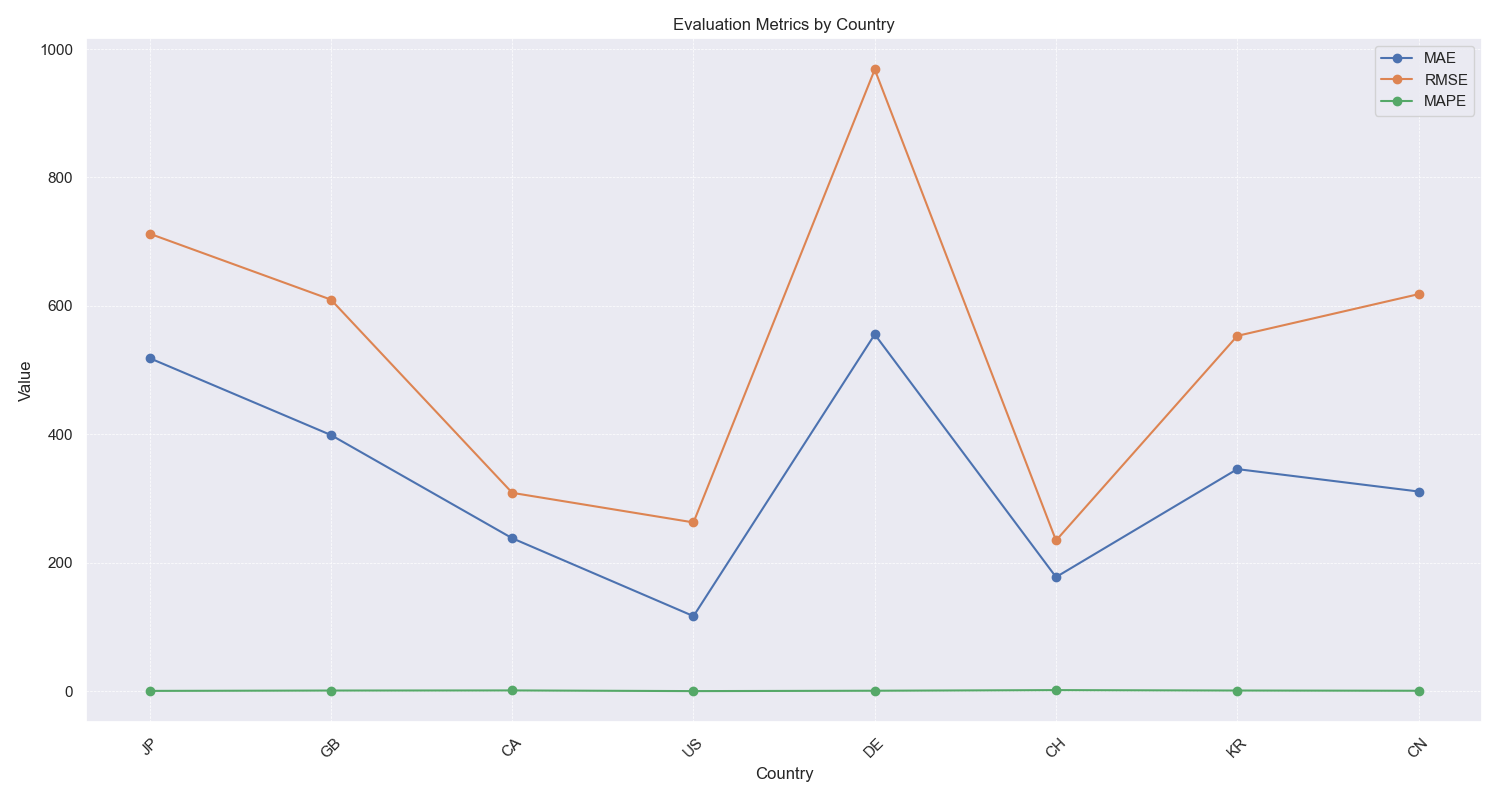 Evaluation Metrics by Country
1000
800
600
400
200
0
Value
MAE
RMSE
MAPE
JP
GB
CA
US
DE
CH
KR
CN
Country